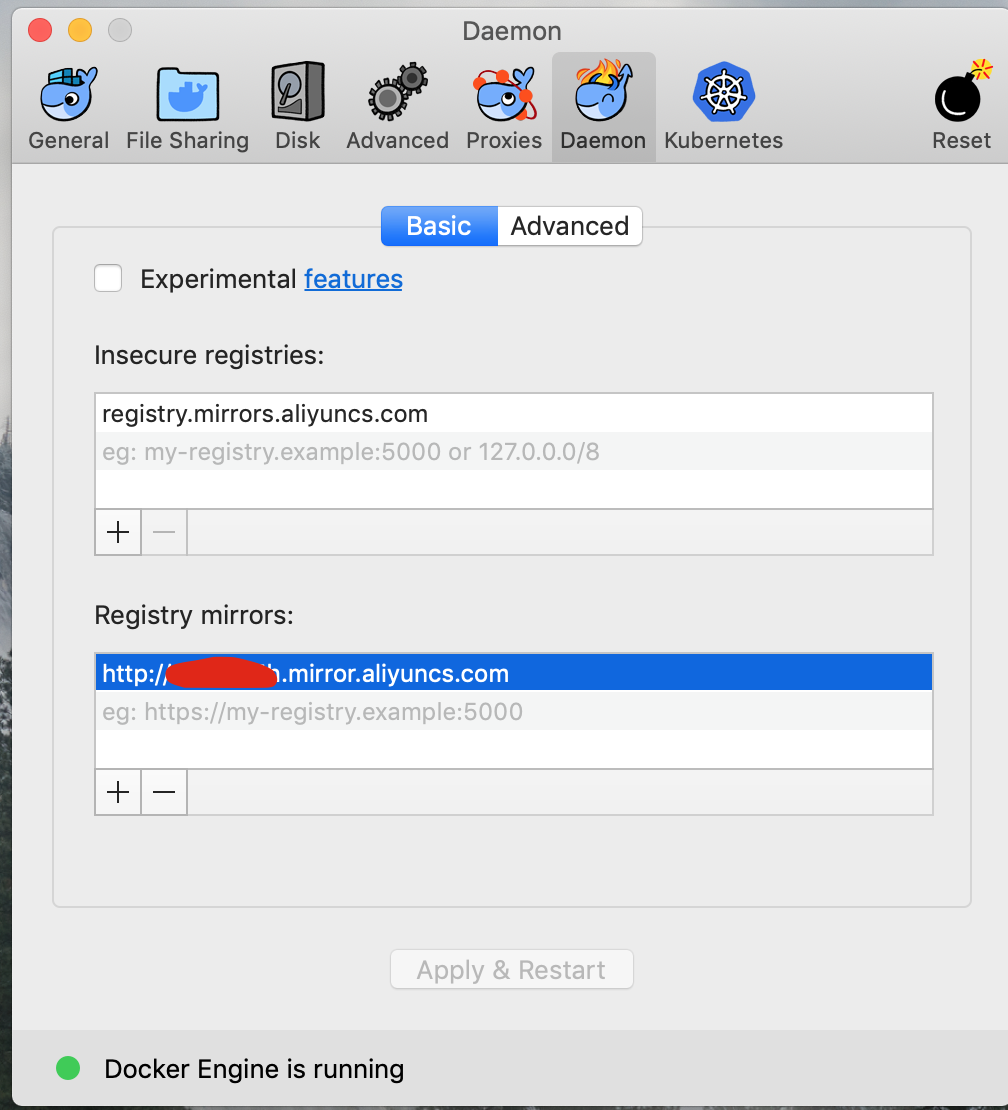 Daemon
General File Sharing Disk Advanced Proxies Daemon Kubernetes Reset
Basic Advanced
Experimental features
Insecure registries:
registry.mirrors.aliyuncs.com
eg: my-registry.example:5000 or 127.0.0.0/8
Registry mirrors:
http:// .mirror.aliyuncs.com
eg: https://my-registry.example:5000
Apply & Restart
Docker Engine is running